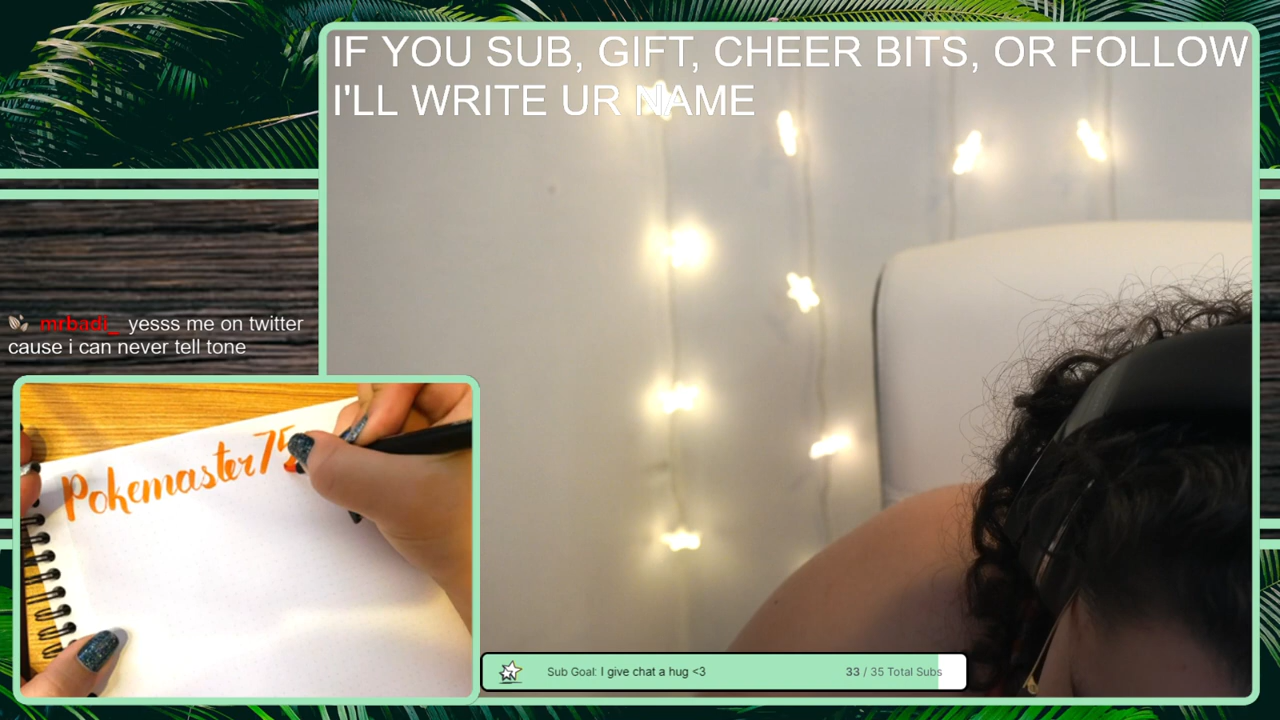 IF YOU SUB, GIFT, CHEER BITS, OR FOLLOW
I'LL WRITE UR NAME
mrbadi_ yesss me on twitter
cause i can never tell tone
Pokemaster75
Sub Goal: I give chat a hug <3 33 / 35 Total Subs